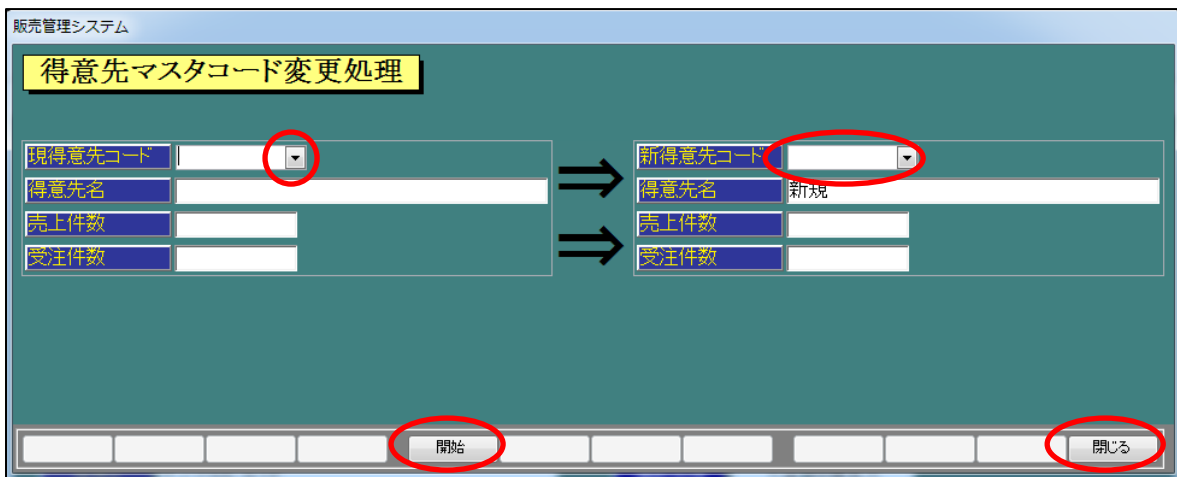 販売管理システム
得意先マスタコード変更処理
現得意先コード
得意先名
売上件数
受注件数
⇒
⇒
新得意先コード
得意先名 新規
売上件数
受注件数
開始 閉じる